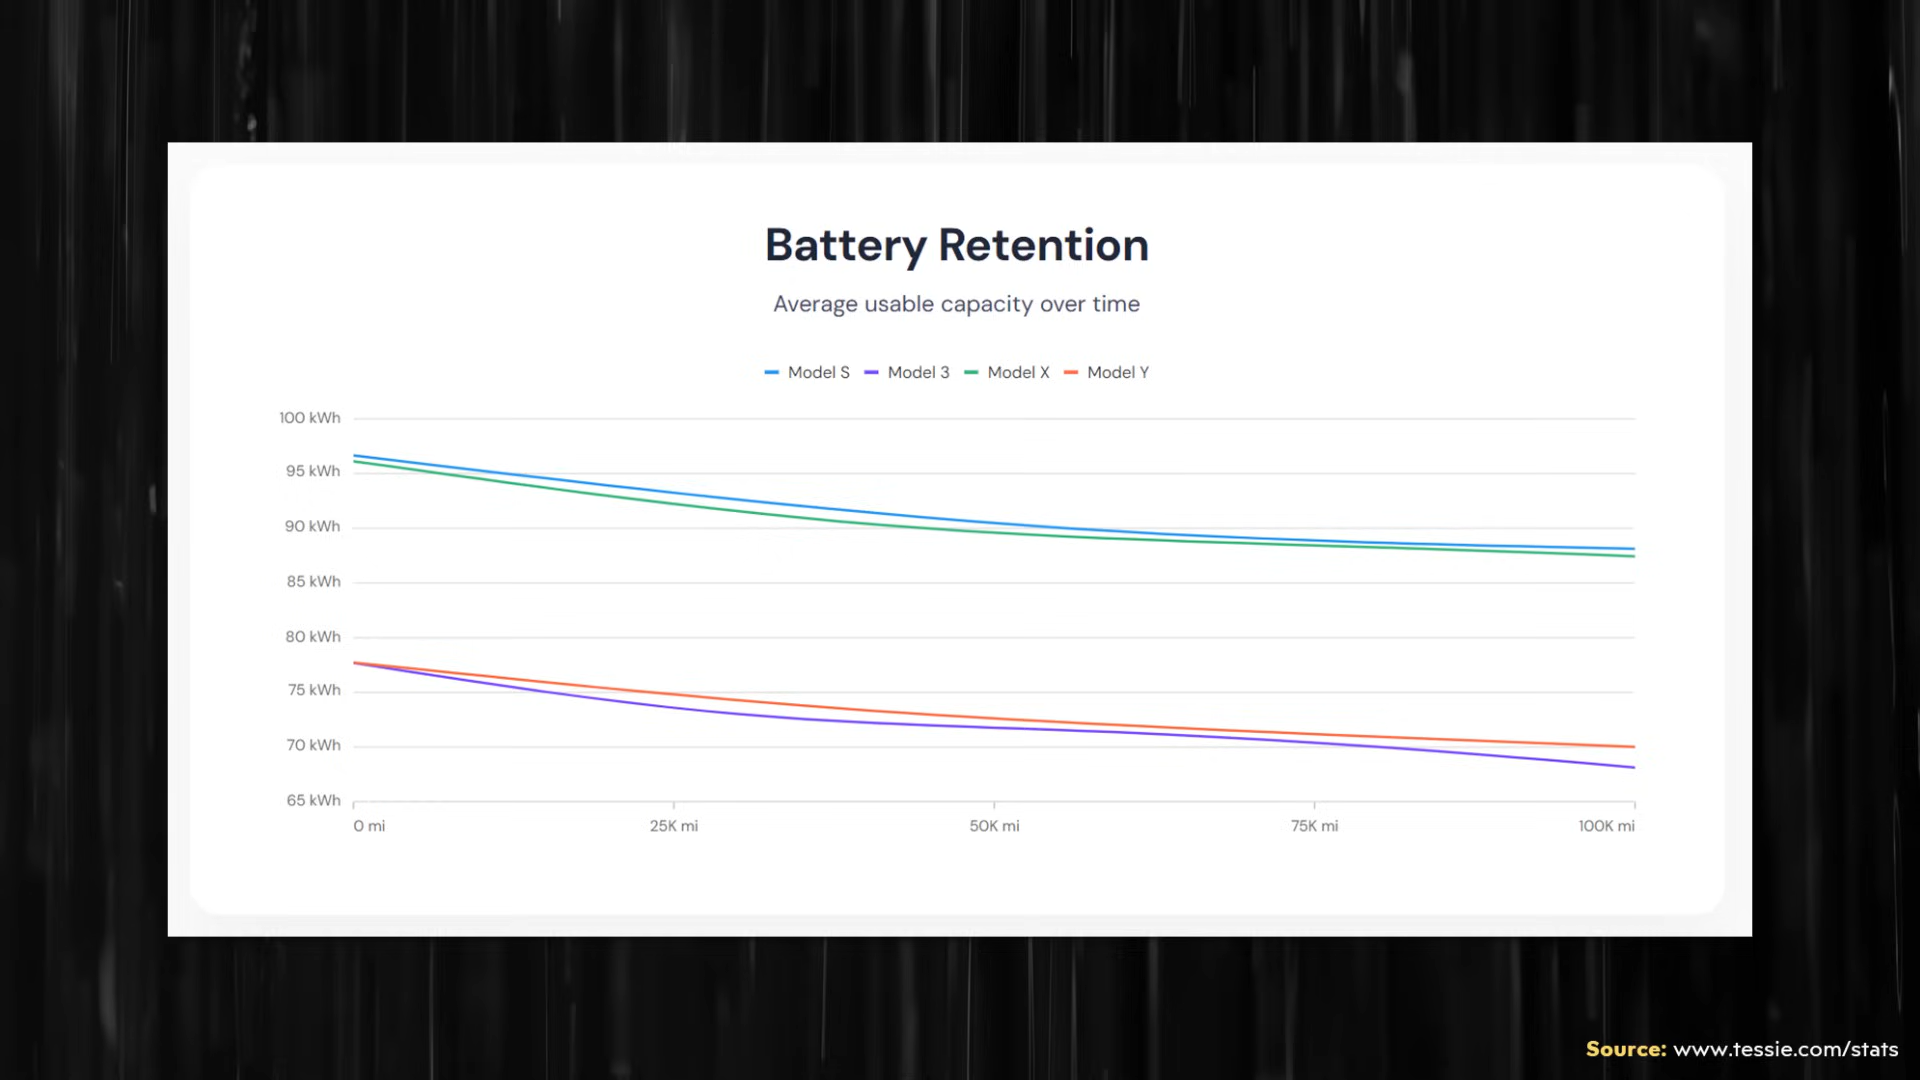 Battery Retention
Average usable capacity over time
Model S Model 3 Model X Model Y
100 kWh
95 kWh
90 kWh
85 kWh
80 kWh
75 kWh
70 kWh
65 kWh
0 mi 25K mi 50K mi 75K mi 100K mi
Source: www.tessie.com/stats